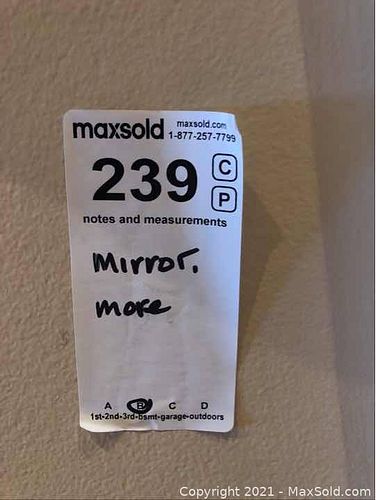 maxsold maxsold.com
1-877-257-7799
239 C
P
notes and measurements
Mirror.
more
A B C D
1st-2nd-3rd-bsmt-garage-outdoors
Copyright 2021 - MaxSold.com